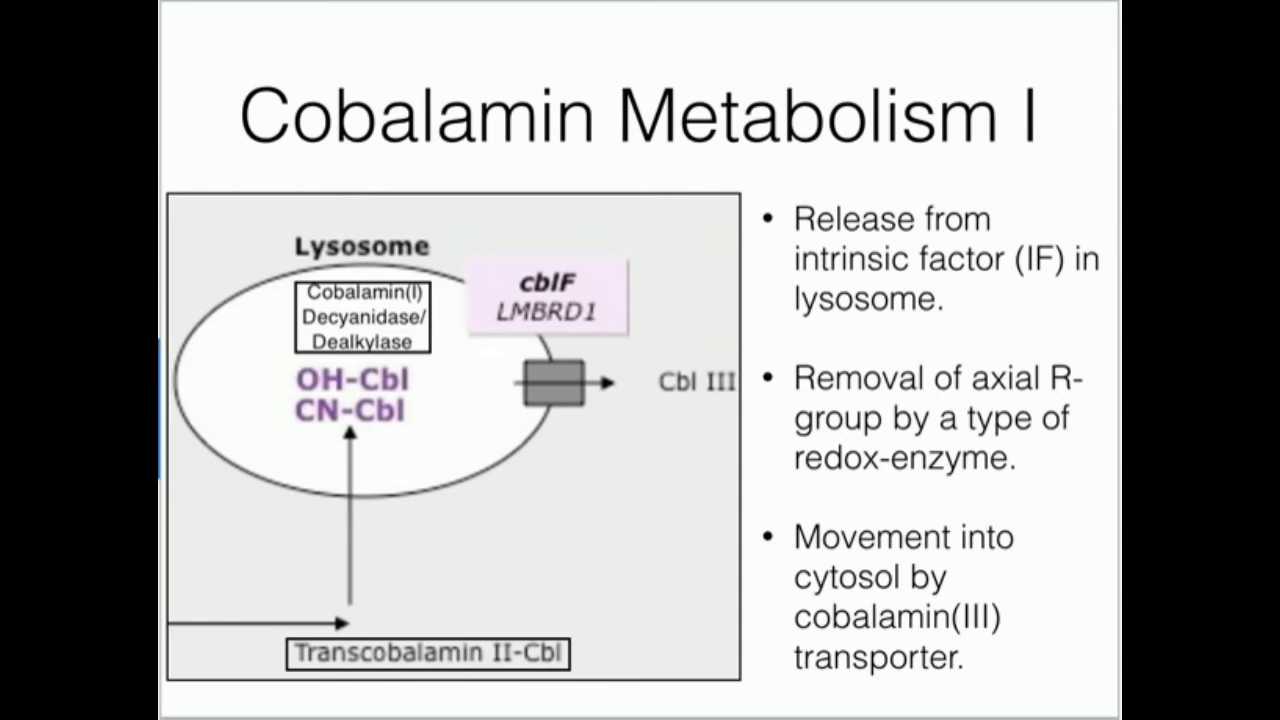 Cobalamin Metabolism I
Lysosome
Cobalamin(I)
Decyanidase/
Dealkylase
OH-Cbl
CN-Cbl
cblF
LMBRD1
Cbl III
Transcobalamin II-Cbl
• Release from
intrinsic factor (IF) in
lysosome.
• Removal of axial R-
group by a type of
redox-enzyme.
• Movement into
cytosol by
cobalamin(III)
transporter.